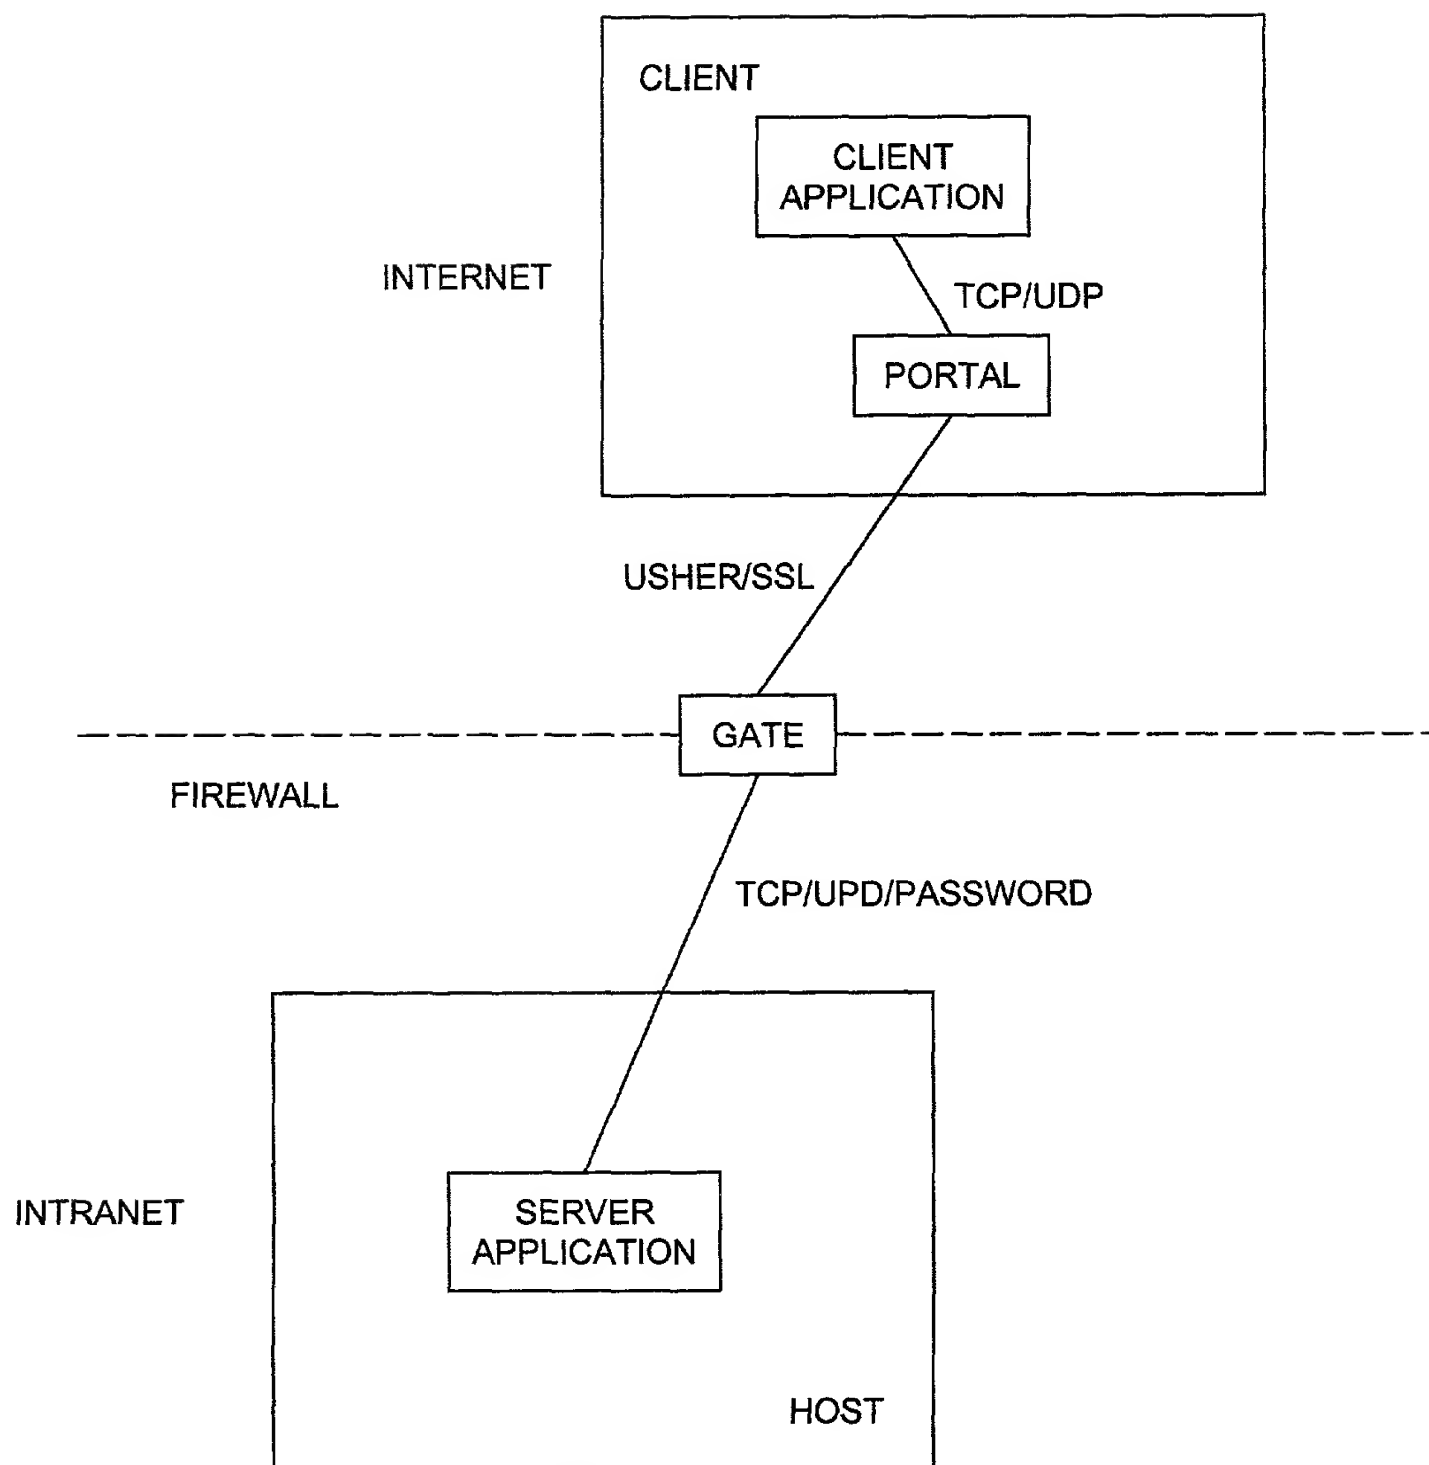 CLIENT
CLIENT
APPLICATION
INTERNET
TCP/UDP
PORTAL
USHER/SSL
GATE
FIREWALL
TCP/UPD/PASSWORD
INTRANET
SERVER
APPLICATION
HOST